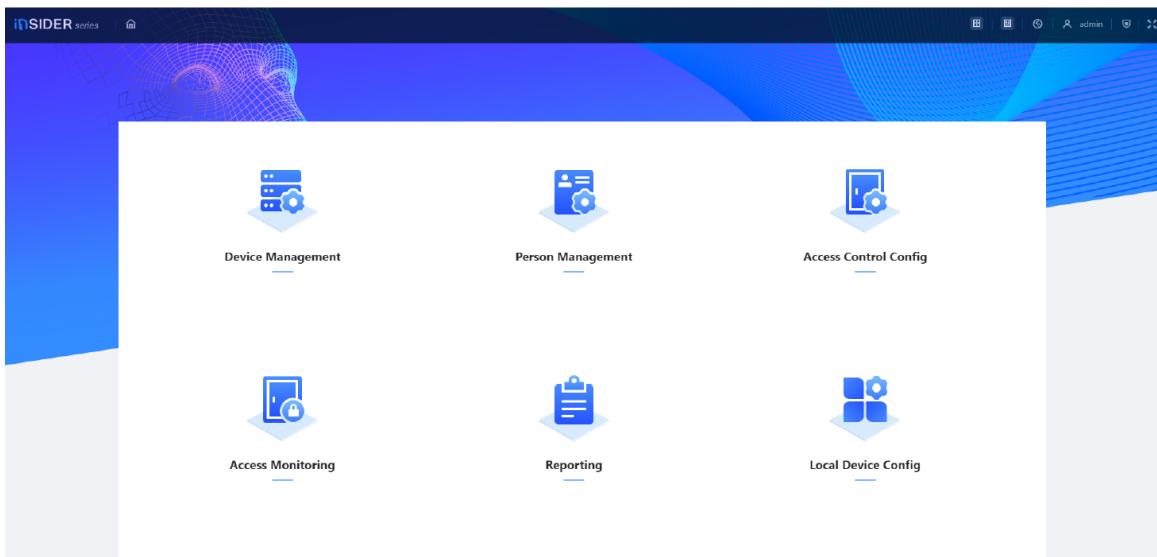 inSIDER series
admin
Device Management
Person Management
Access Control Config
Access Monitoring
Reporting
Local Device Config